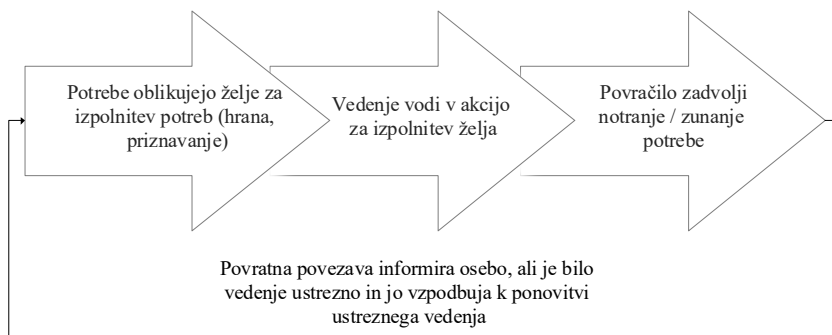 Potrebe oblikujejo želje za
izpolnitev potreb (hrana,
priznavanje)
Vedenje vodi v akcijo
za izpolnitev želja
Povračilo zadvolji
notranje / zunanje
potrebe
Povratna povezava informira osebo, ali je bilo
vedenje ustrezno in jo vzpodbuja k ponovitvi
ustreznega vedenja